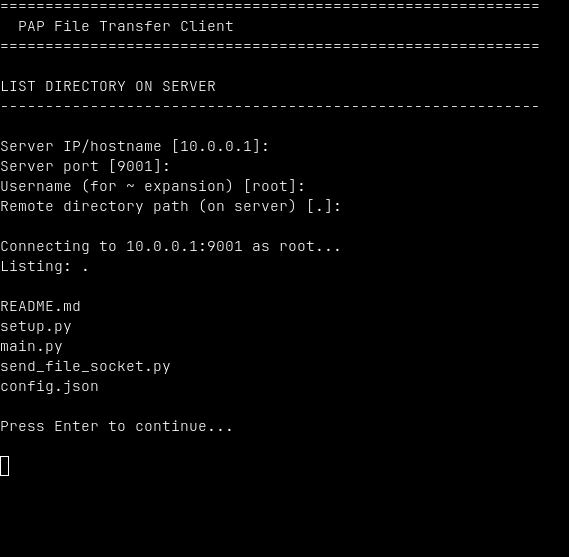 ============================================================
  PAP File Transfer Client
============================================================
LIST DIRECTORY ON SERVER
------------------------------------------------------------
Server IP/hostname [10.0.0.1]:
Server port [9001]:
Username (for ~ expansion) [root]:
Remote directory path (on server) [.]:
Connecting to 10.0.0.1:9001 as root...
Listing: .
README.md
setup.py
main.py
send_file_socket.py
config.json
Press Enter to continue...